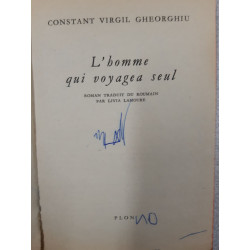 CONSTANT VIRGIL GHEORGHIU
L'homme
qui voyagea seul
ROMAN TRADUIT DU ROUMAIN
PAR LIVIA LAMOURE
PLON